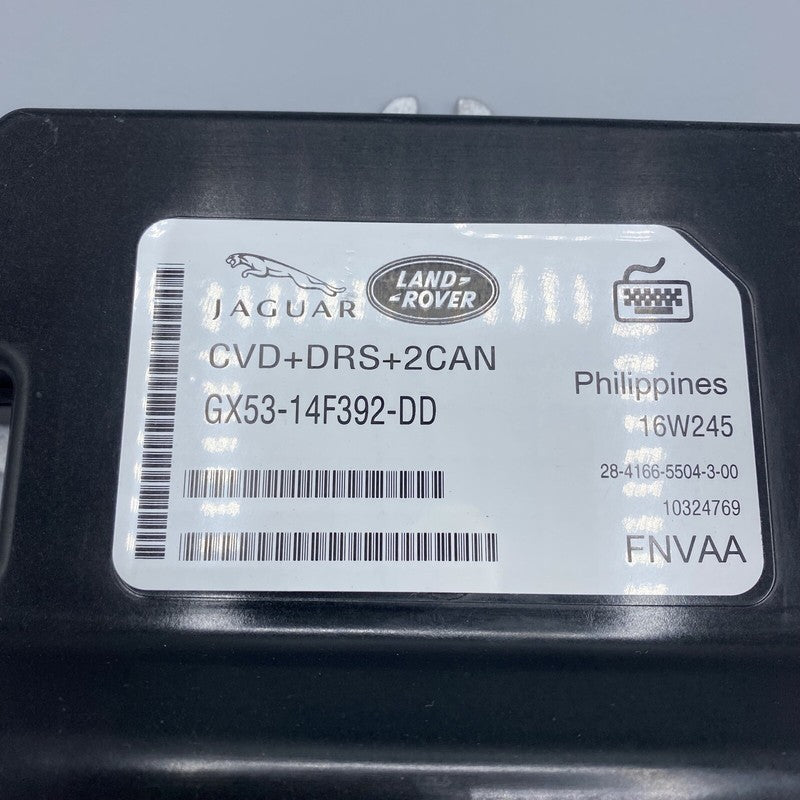 JAGUAR
LAND-
-ROVER
CVD+DRS+2CAN
GX53-14F392-DD
Philippines
16W245
28-4166-5504-3-00
10324769
FNVAA